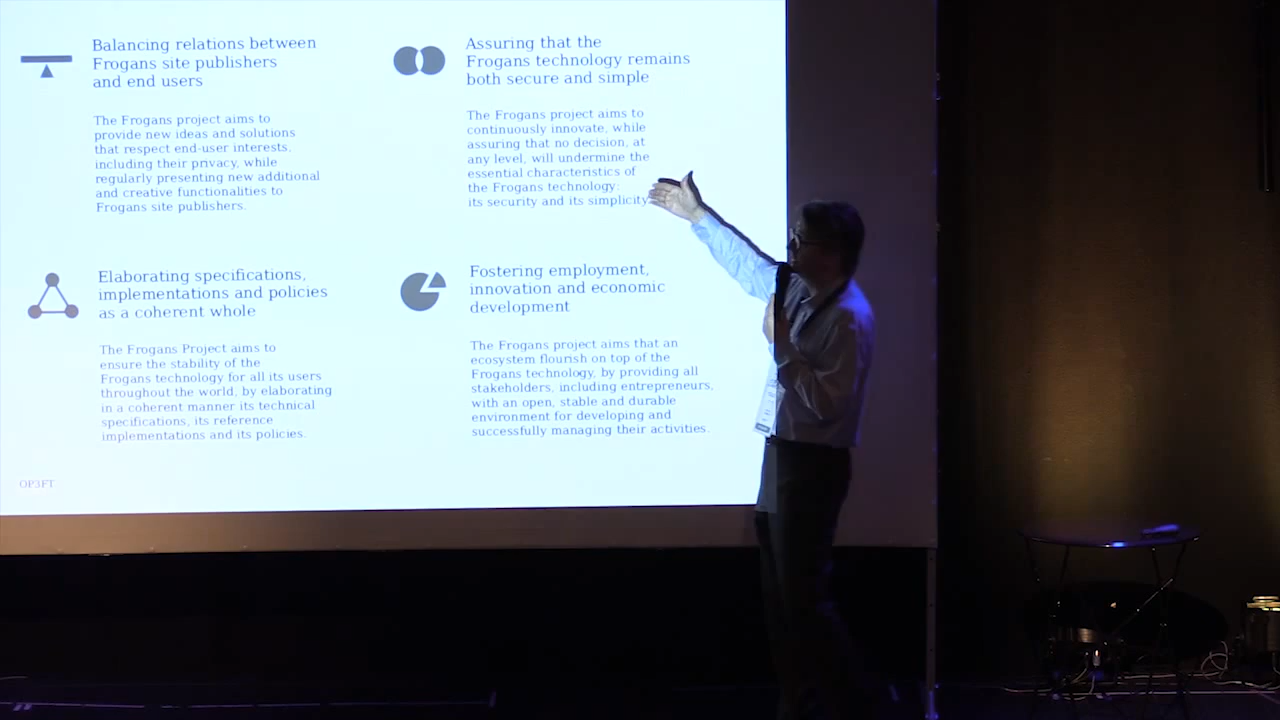 Balancing relations between
Frogans site publishers
and end users
The Frogans project aims to
provide new ideas and solutions
that respect end-user interests,
including their privacy, while
regularly presenting new additional
and creative functionalities to
Frogans site publishers.
Assuring that the
Frogans technology remains
both secure and simple
The Frogans project aims to
continuously innovate, while
assuring that no decision, at
any level, will undermine the
essential characteristics of
the Frogans technology:
its security and its simplicity
Elaborating specifications,
implementations and policies
as a coherent whole
The Frogans Project aims to
ensure the stability of the
Frogans technology for all its users
throughout the world, by elaborating
in a coherent manner its technical
specifications, its reference
implementations and its policies.
Fostering employment,
innovation and economic
development
The Frogans project aims that an
ecosystem flourish on top of the
Frogans technology, by providing all
stakeholders, including entrepreneurs,
with an open, stable and durable
environment for developing and
successfully managing their activities.
OP3FT